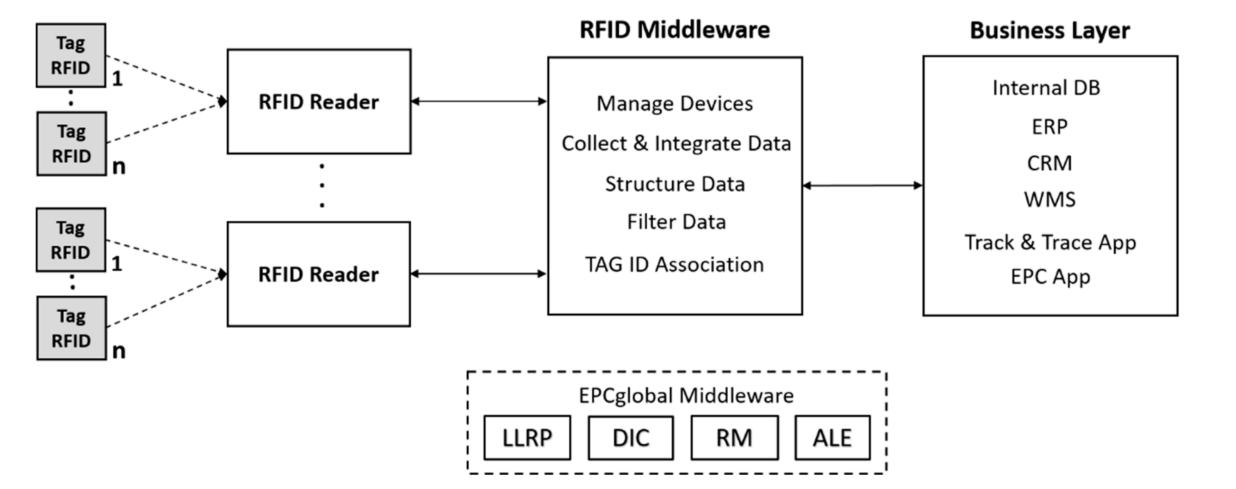 Tag
RFID
1
Tag
RFID
n
RFID Reader
Tag
RFID
1
Tag
RFID
n
RFID Reader
RFID Middleware
Manage Devices
Collect & Integrate Data
Structure Data
Filter Data
TAG ID Association
Business Layer
Internal DB
ERP
CRM
WMS
Track & Trace App
EPC App
EPCglobal Middleware
LLRP DIC RM ALE